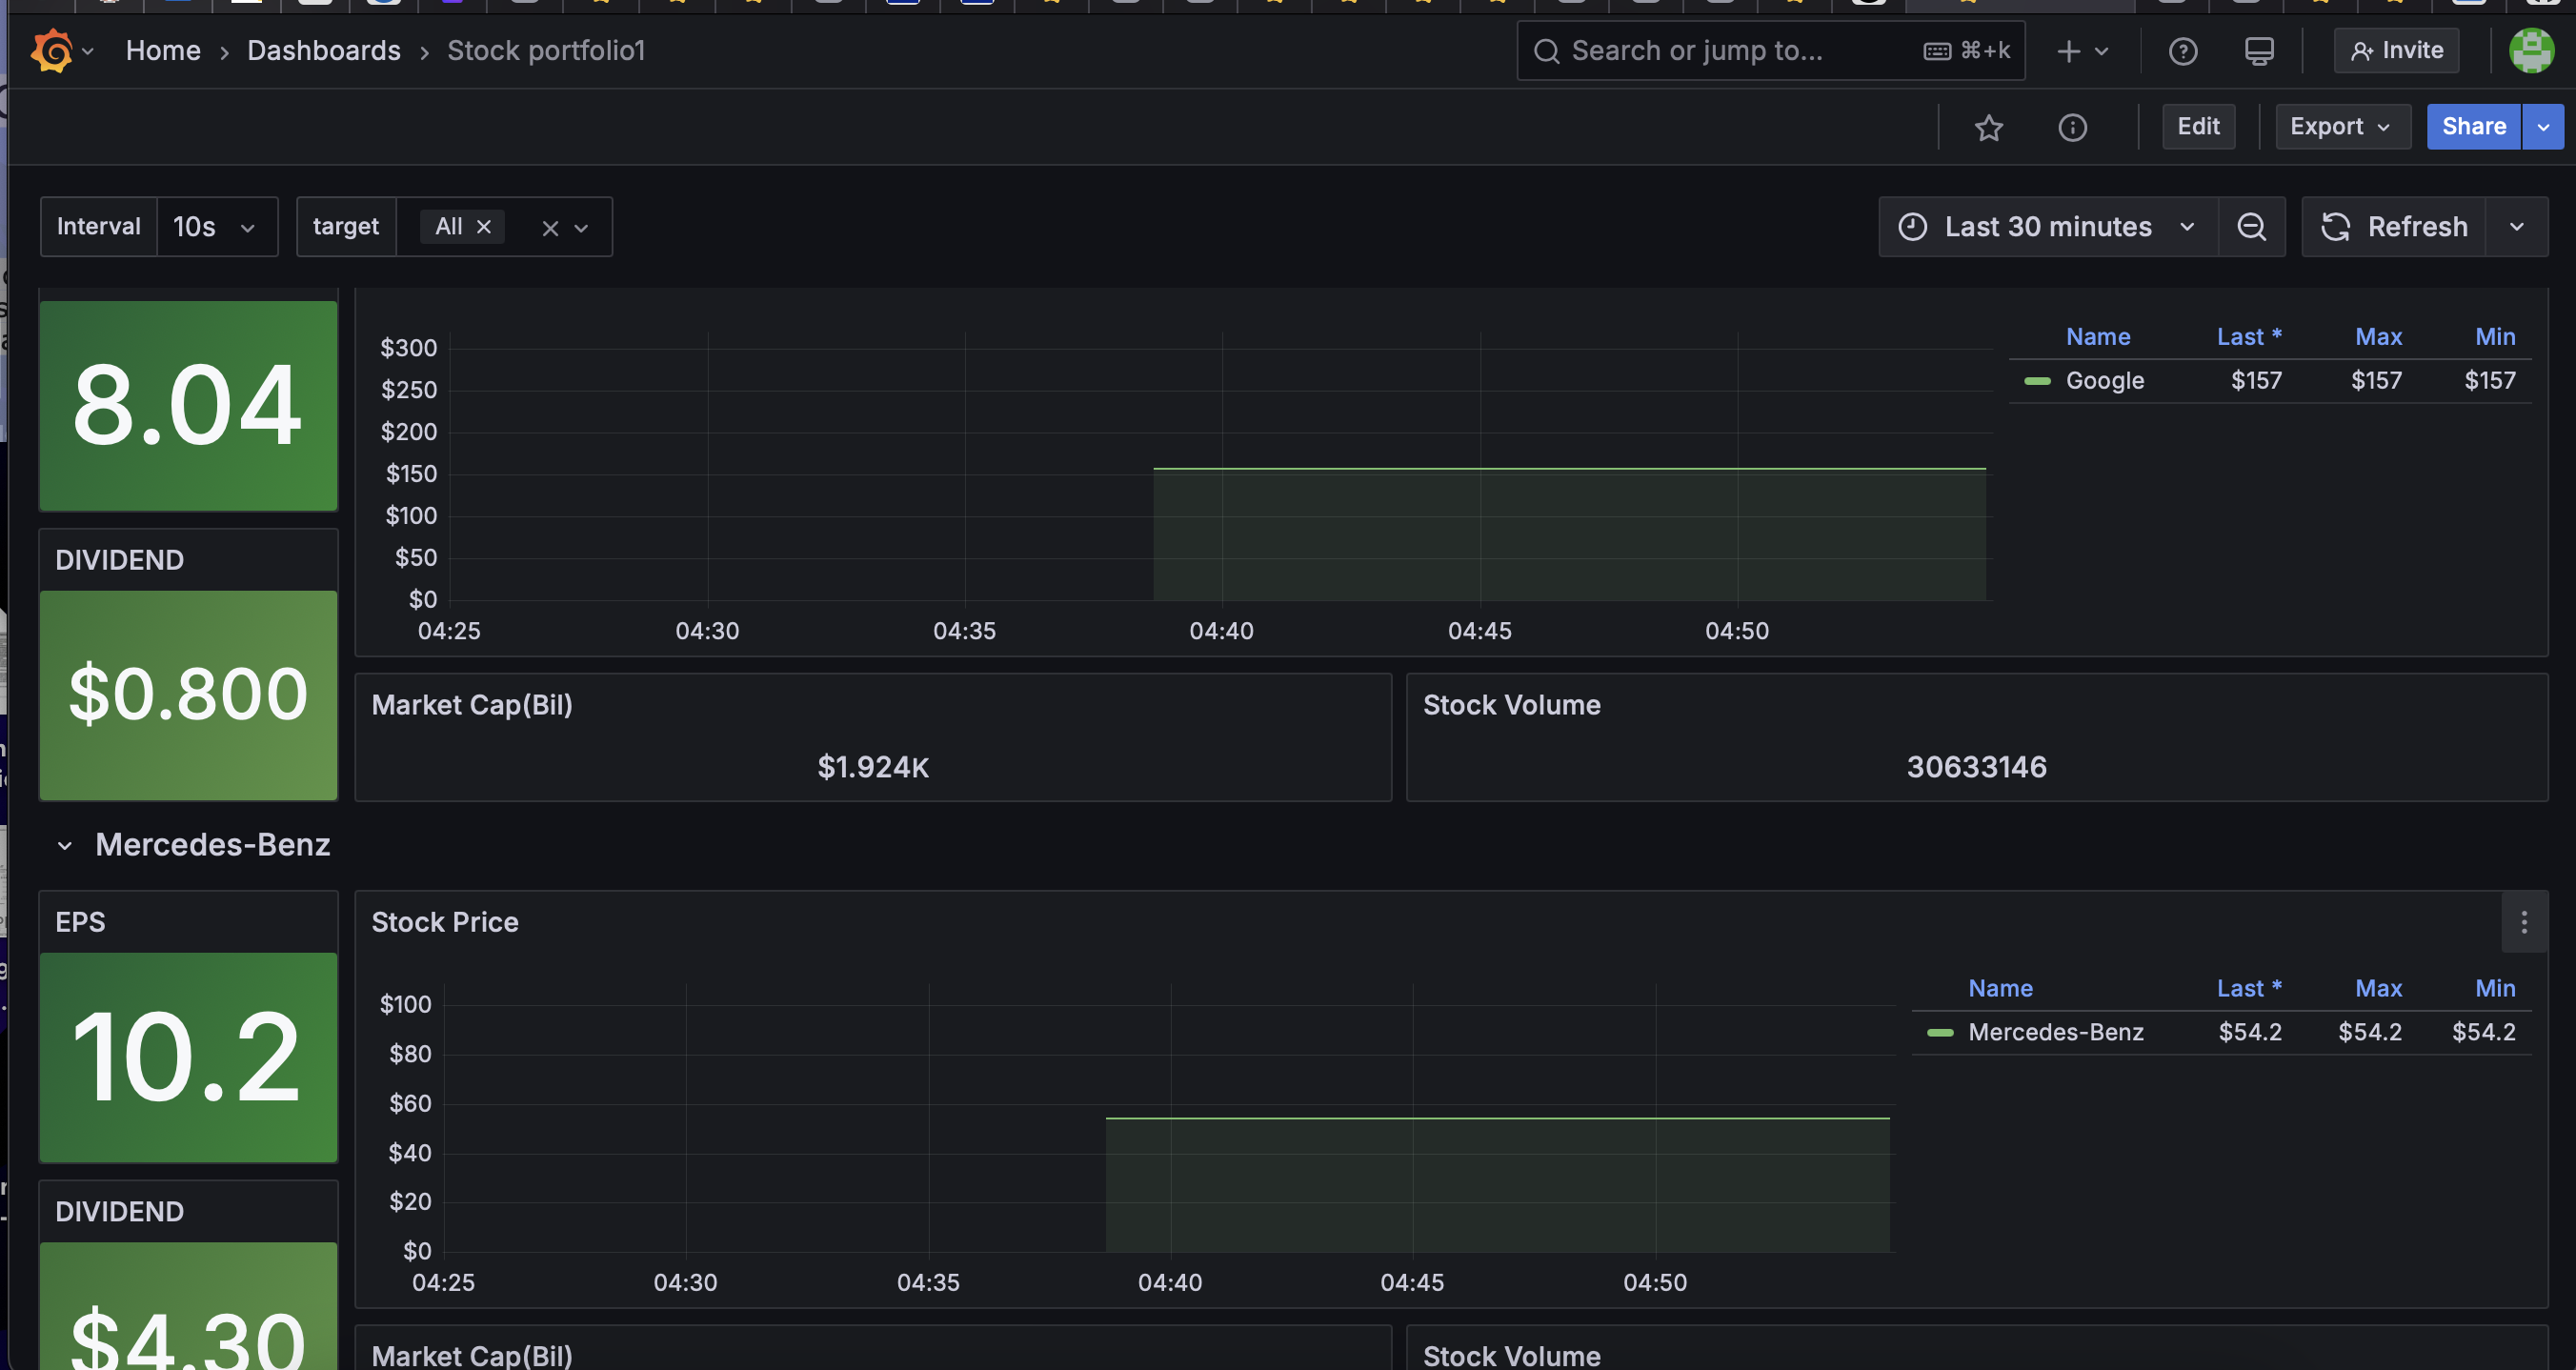 Home › Dashboards › Stock portfolio1
Search or jump to... ⌘+k
Invite
Edit
Export
Share
Interval 10s
target All
Last 30 minutes
Refresh
8.04
$300
$250
$200
$150
$100
$50
$0
04:25 04:30 04:35 04:40 04:45 04:50
Name Last * Max Min
Google $157 $157 $157
DIVIDEND
$0.800
Market Cap(Bil)
$1.924K
Stock Volume
30633146
Mercedes-Benz
EPS
10.2
Stock Price
$100
$80
$60
$40
$20
$0
04:25 04:30 04:35 04:40 04:45 04:50
Name Last * Max Min
Mercedes-Benz $54.2 $54.2 $54.2
DIVIDEND
$4.30
Market Cap(Bil)
Stock Volume